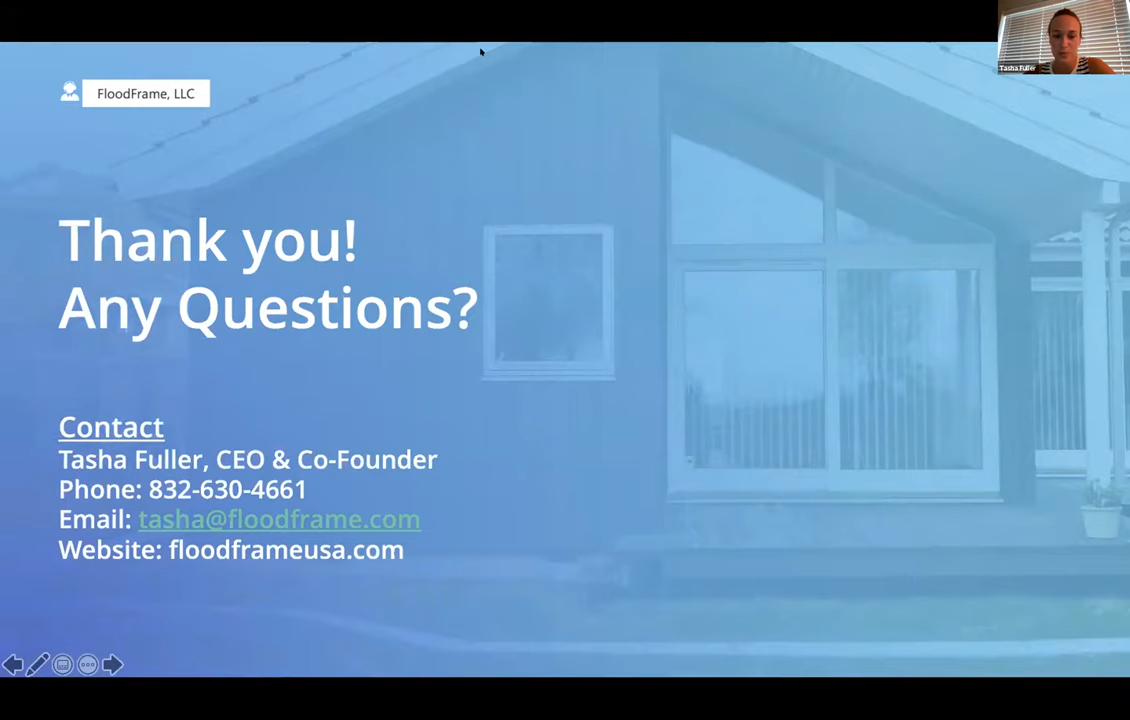 Tasha Fuller
FloodFrame, LLC
Thank you!
Any Questions?
Contact
Tasha Fuller, CEO & Co-Founder
Phone: 832-630-4661
Email: tasha@floodframe.com
Website: floodframeusa.com